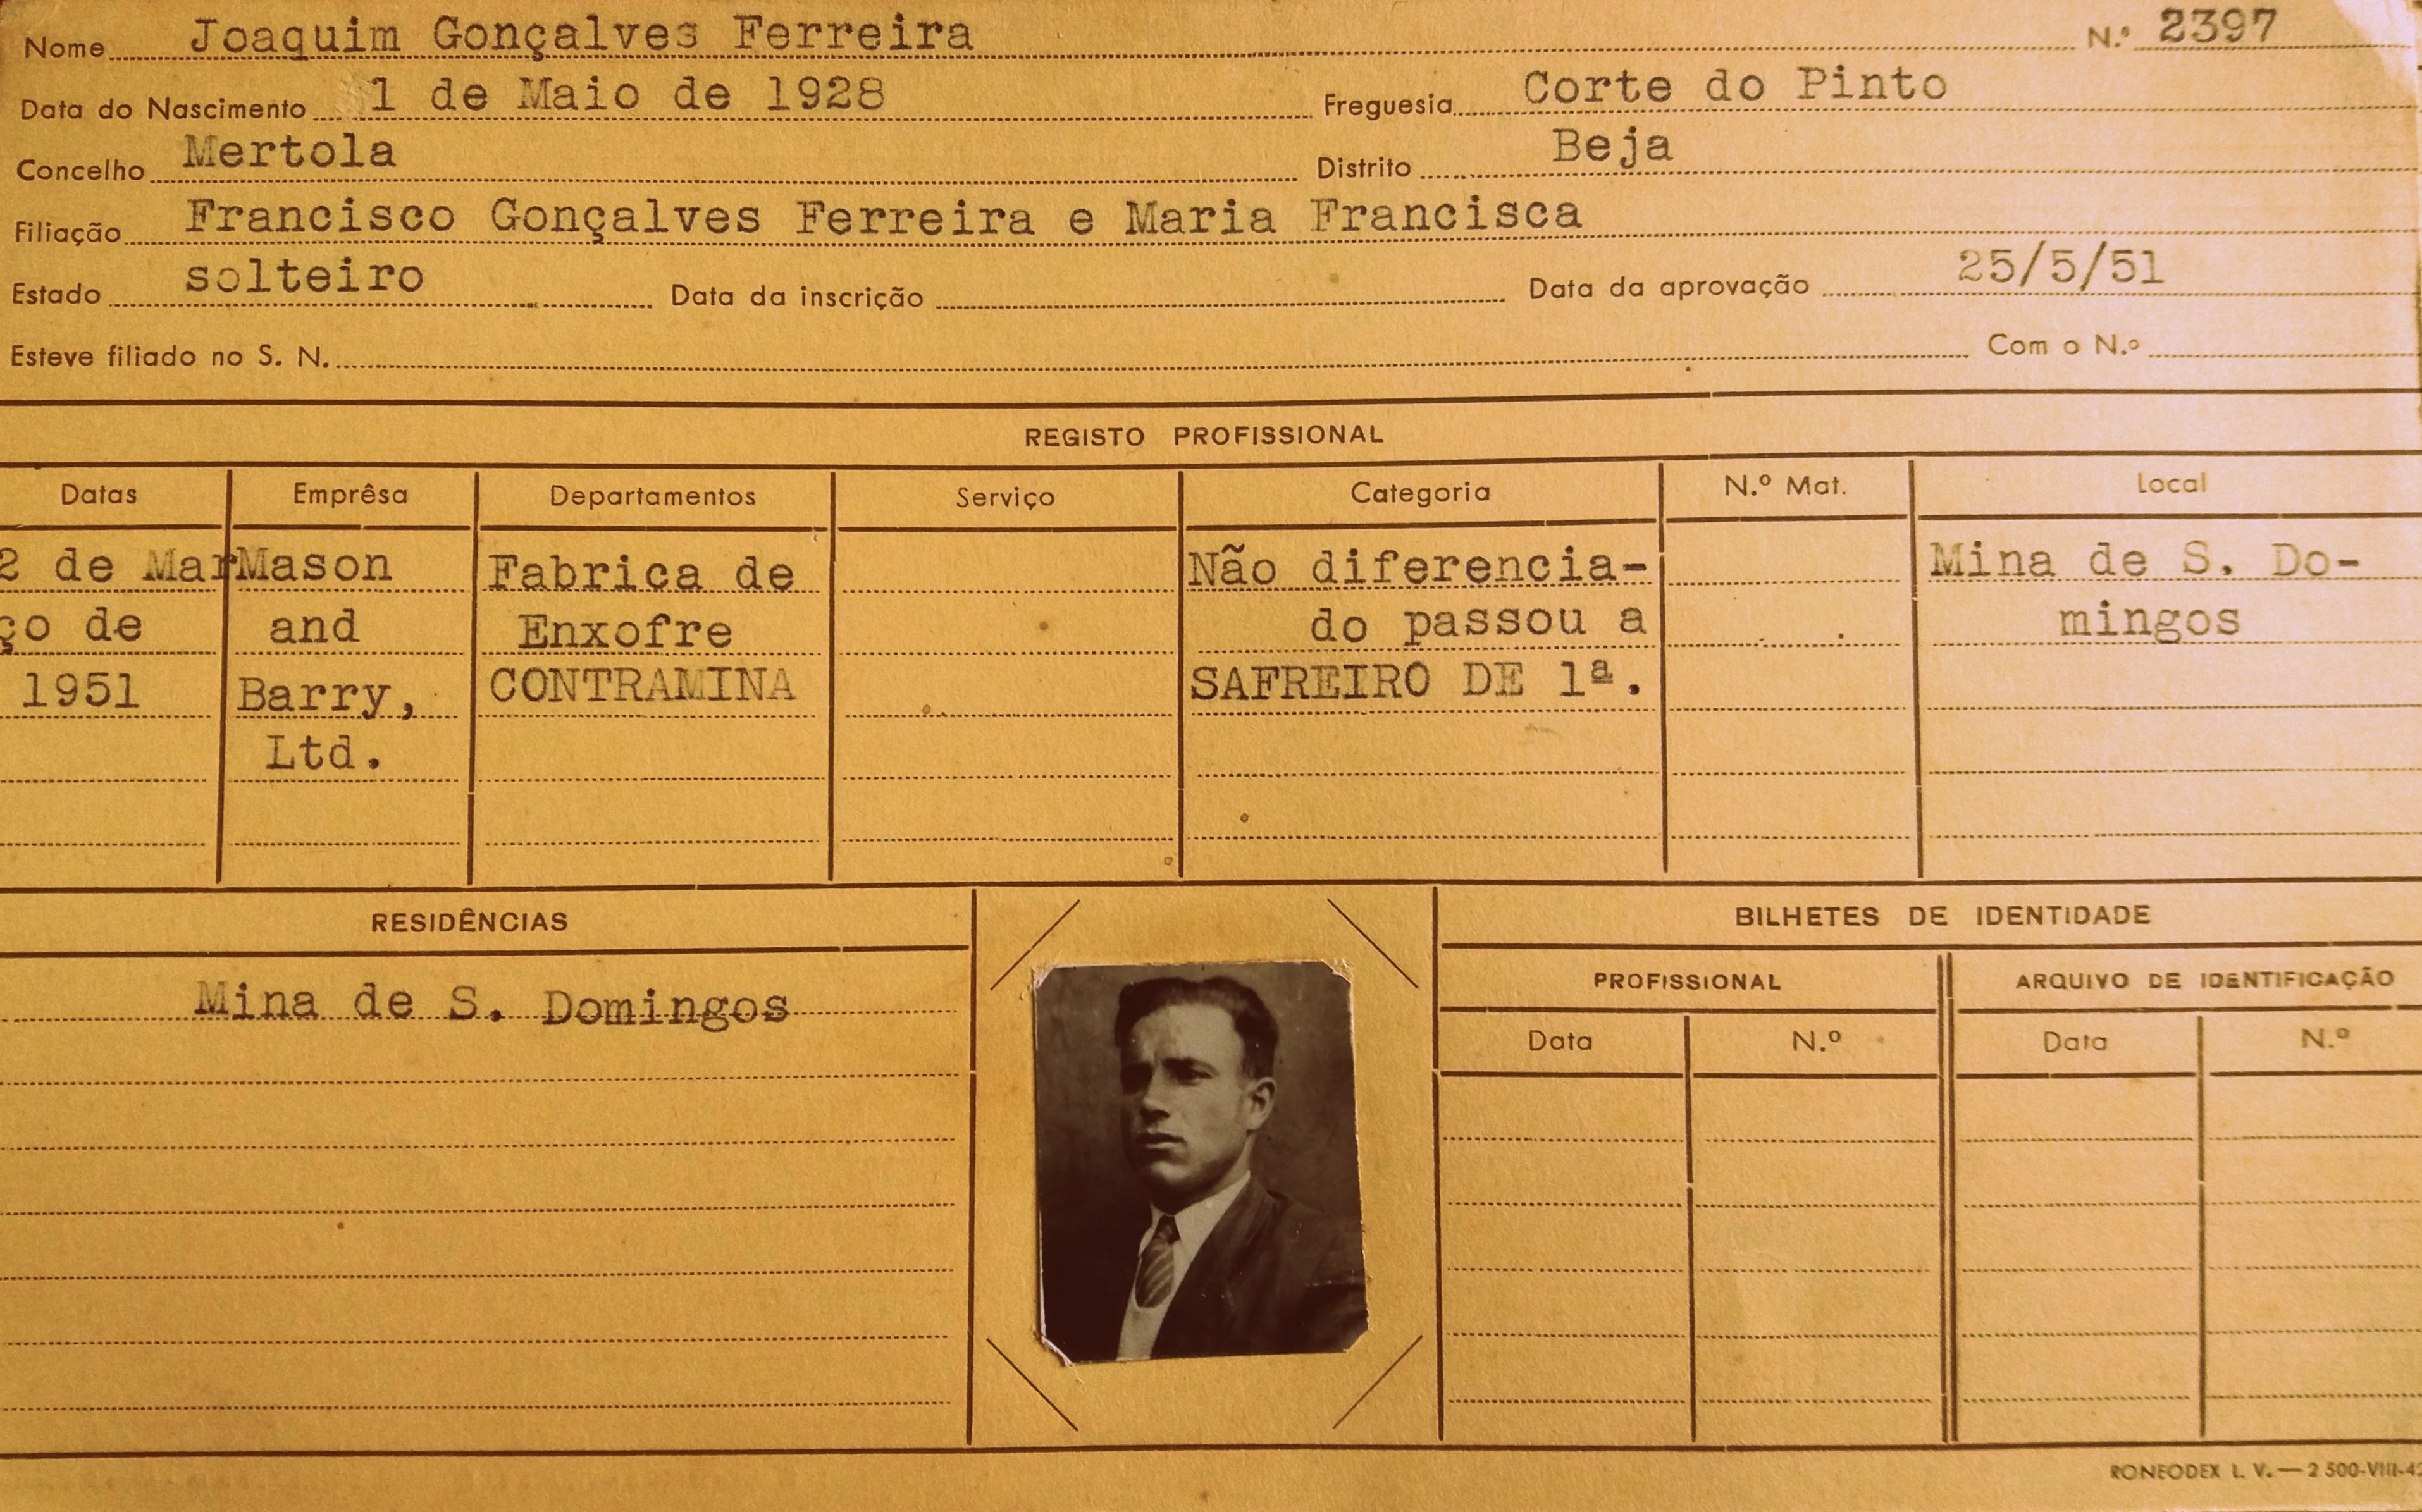 Nome Joaquim Gonçalves Ferreira N.º 2397
Data do Nascimento 1 de Maio de 1928 Freguesia Corte do Pinto
Concelho Mertola Distrito Beja
Filiação Francisco Gonçalves Ferreira e Maria Francisca
Estado solteiro Data da inscrição Data da aprovação 25/5/51
Esteve filiado no S. N. Com o N.º
REGISTO PROFISSIONAL
Datas Emprêsa Departamentos Serviço Categoria N.º Mat. Local
2 de Mar Mason Fabrica de Não diferencia- Mina de S. Do-
ço de and Enxofre do passou a mingos
1951 Barry, CONTRAMINA SAFREIRO DE 1ª.
Ltd.
RESIDÊNCIAS BILHETES DE IDENTIDADE
PROFISSIONAL ARQUIVO DE IDENTIFICAÇÃO
Mina de S. Domingos
Data N.º Data N.º
RONEODEX L. V. — 2 500-VIII-42